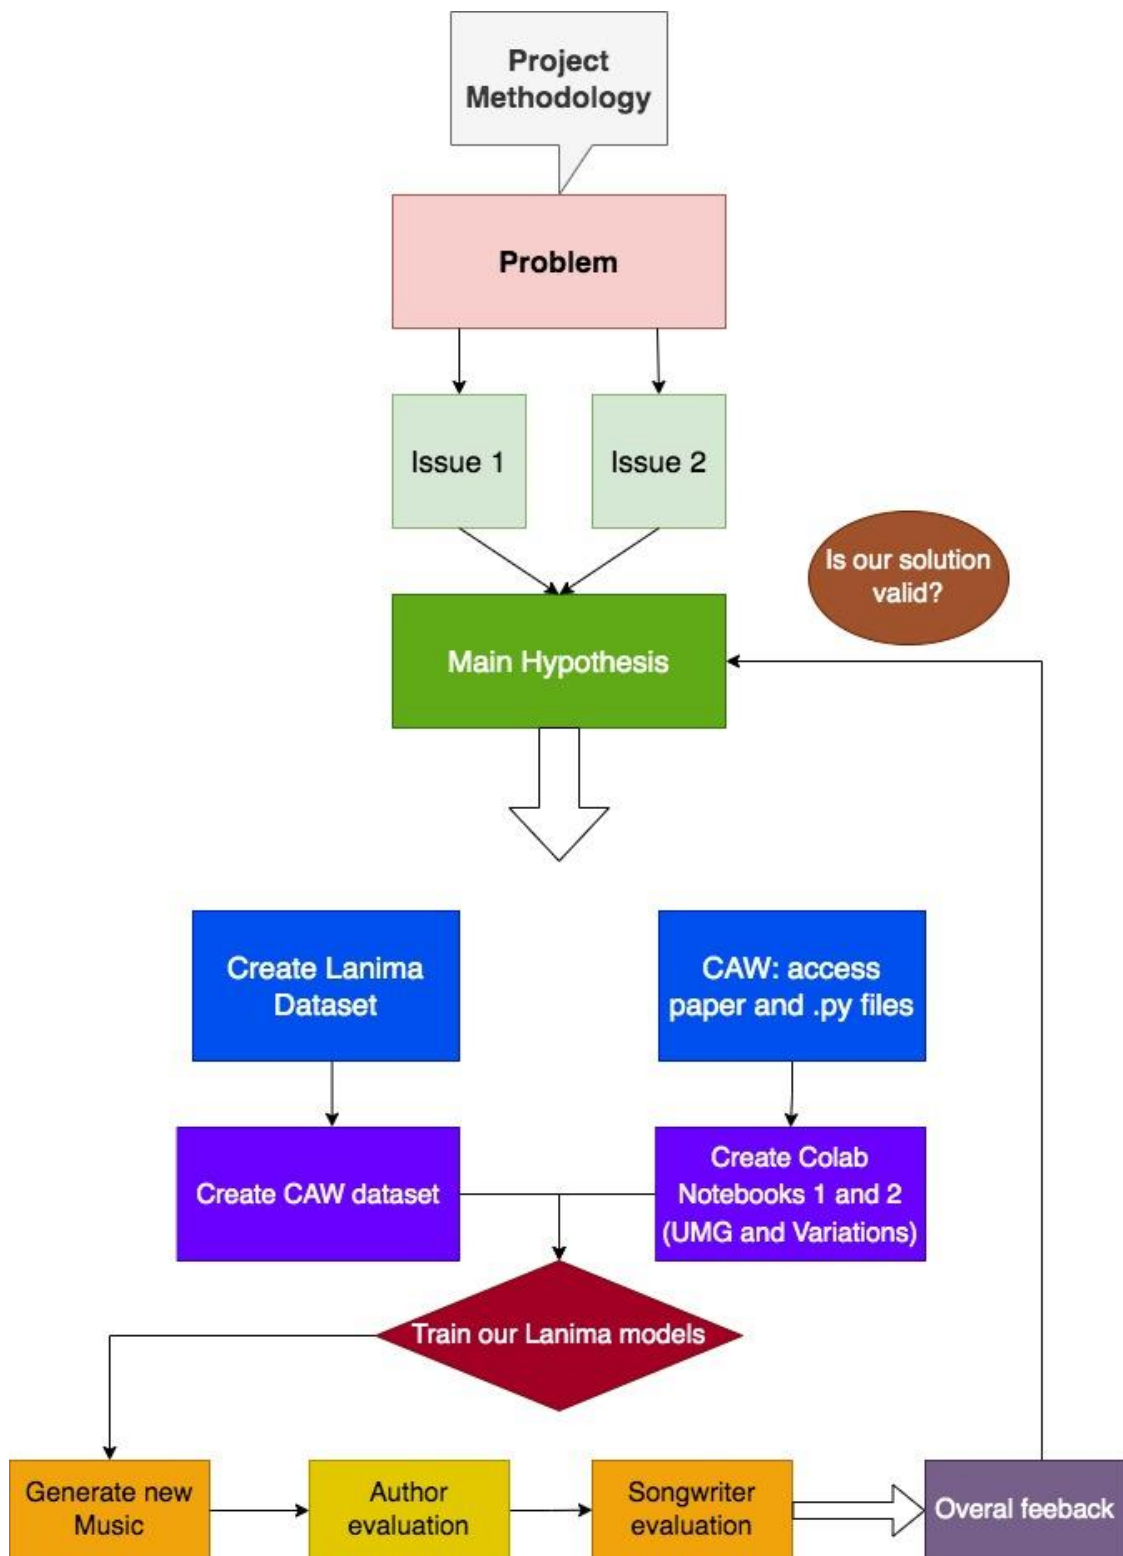 Project
Methodology
Problem
Issue 1
Issue 2
Is our solution
valid?
Main Hypothesis
Create Lanima
Dataset
CAW: access
paper and .py files
Create CAW dataset
Create Colab
Notebooks 1 and 2
(UMG and Variations)
Train our Lanima models
Generate new
Music
Author
evaluation
Songwriter
evaluation
Overal feeback